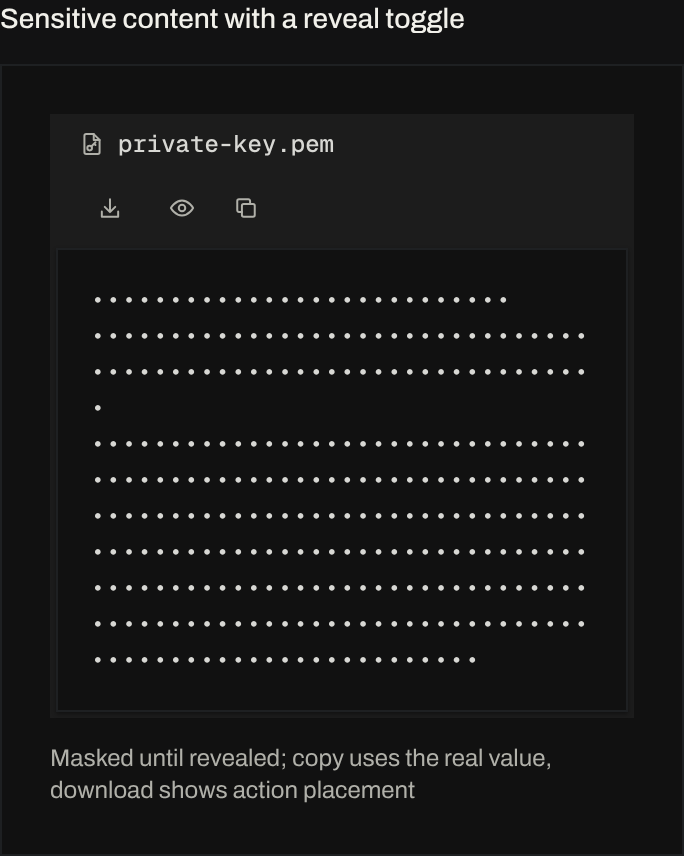 Sensitive content with a reveal toggle
private-key.pem
•••••••••••••••••••••••••••
••••••••••••••••••••••••••••••••
••••••••••••••••••••••••••••••••
•
••••••••••••••••••••••••••••••••
••••••••••••••••••••••••••••••••
••••••••••••••••••••••••••••••••
••••••••••••••••••••••••••••••••
••••••••••••••••••••••••••••••••
••••••••••••••••••••••••••••••••
•••••••••••••••••••••••••
Masked until revealed; copy uses the real value,
download shows action placement